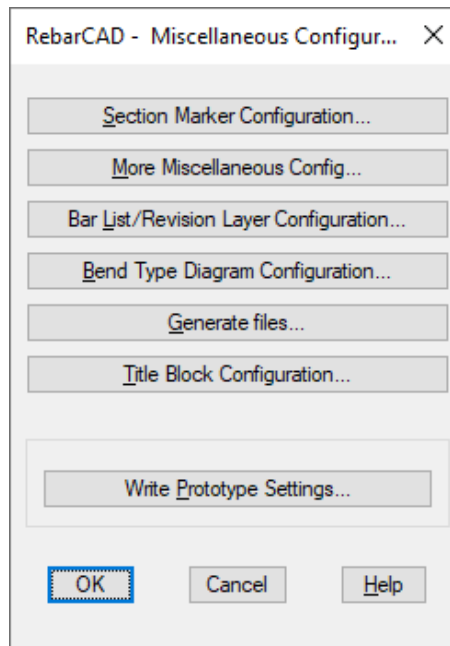 RebarCAD - Miscellaneous Configur...
Section Marker Configuration...
More Miscellaneous Config...
Bar List/Revision Layer Configuration...
Bend Type Diagram Configuration...
Generate files...
Title Block Configuration...
Write Prototype Settings...
OK Cancel Help